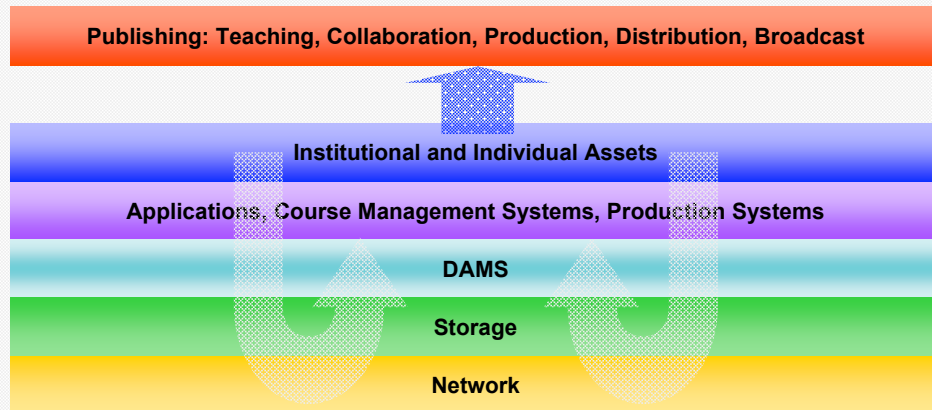 Publishing: Teaching, Collaboration, Production, Distribution, Broadcast
Institutional and Individual Assets
Applications, Course Management Systems, Production Systems
DAMS
Storage
Network